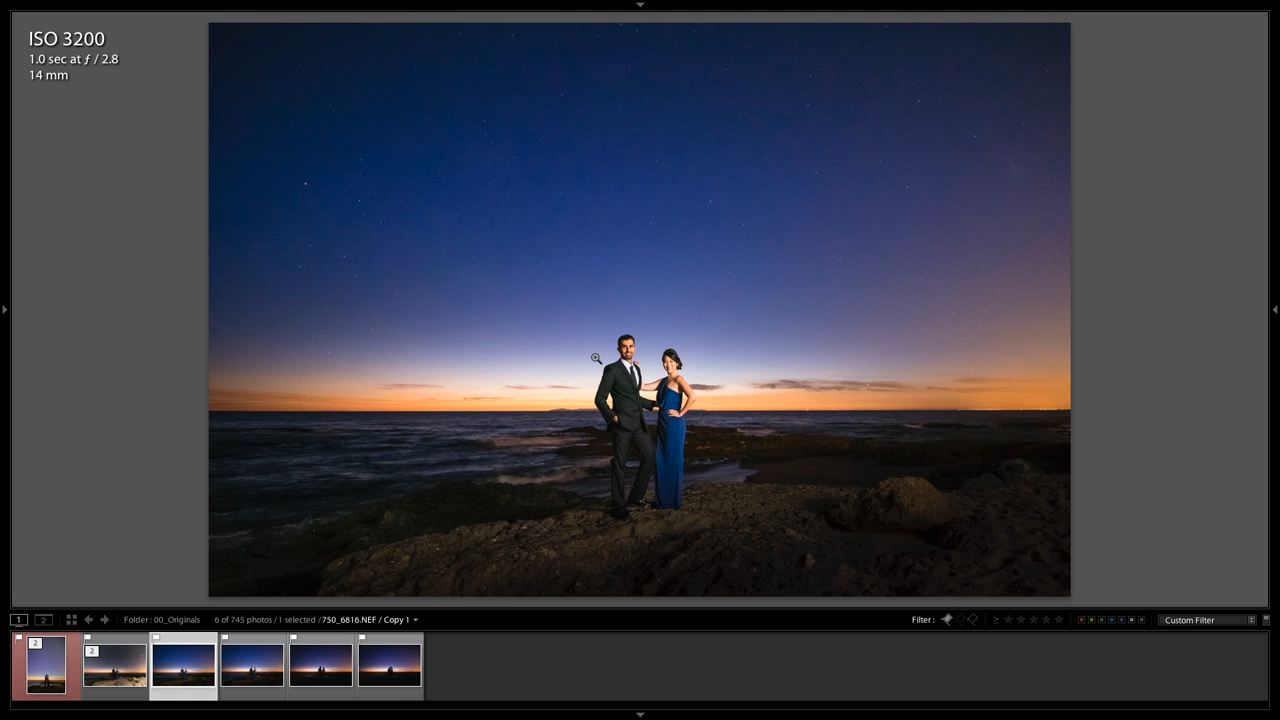 ISO 3200
1.0 sec at ƒ / 2.8
14 mm
1 2 Folder : 00_Originals 6 of 745 photos / 1 selected / 750_6816.NEF / Copy 1 Filter : ≥ Custom Filter
2
2